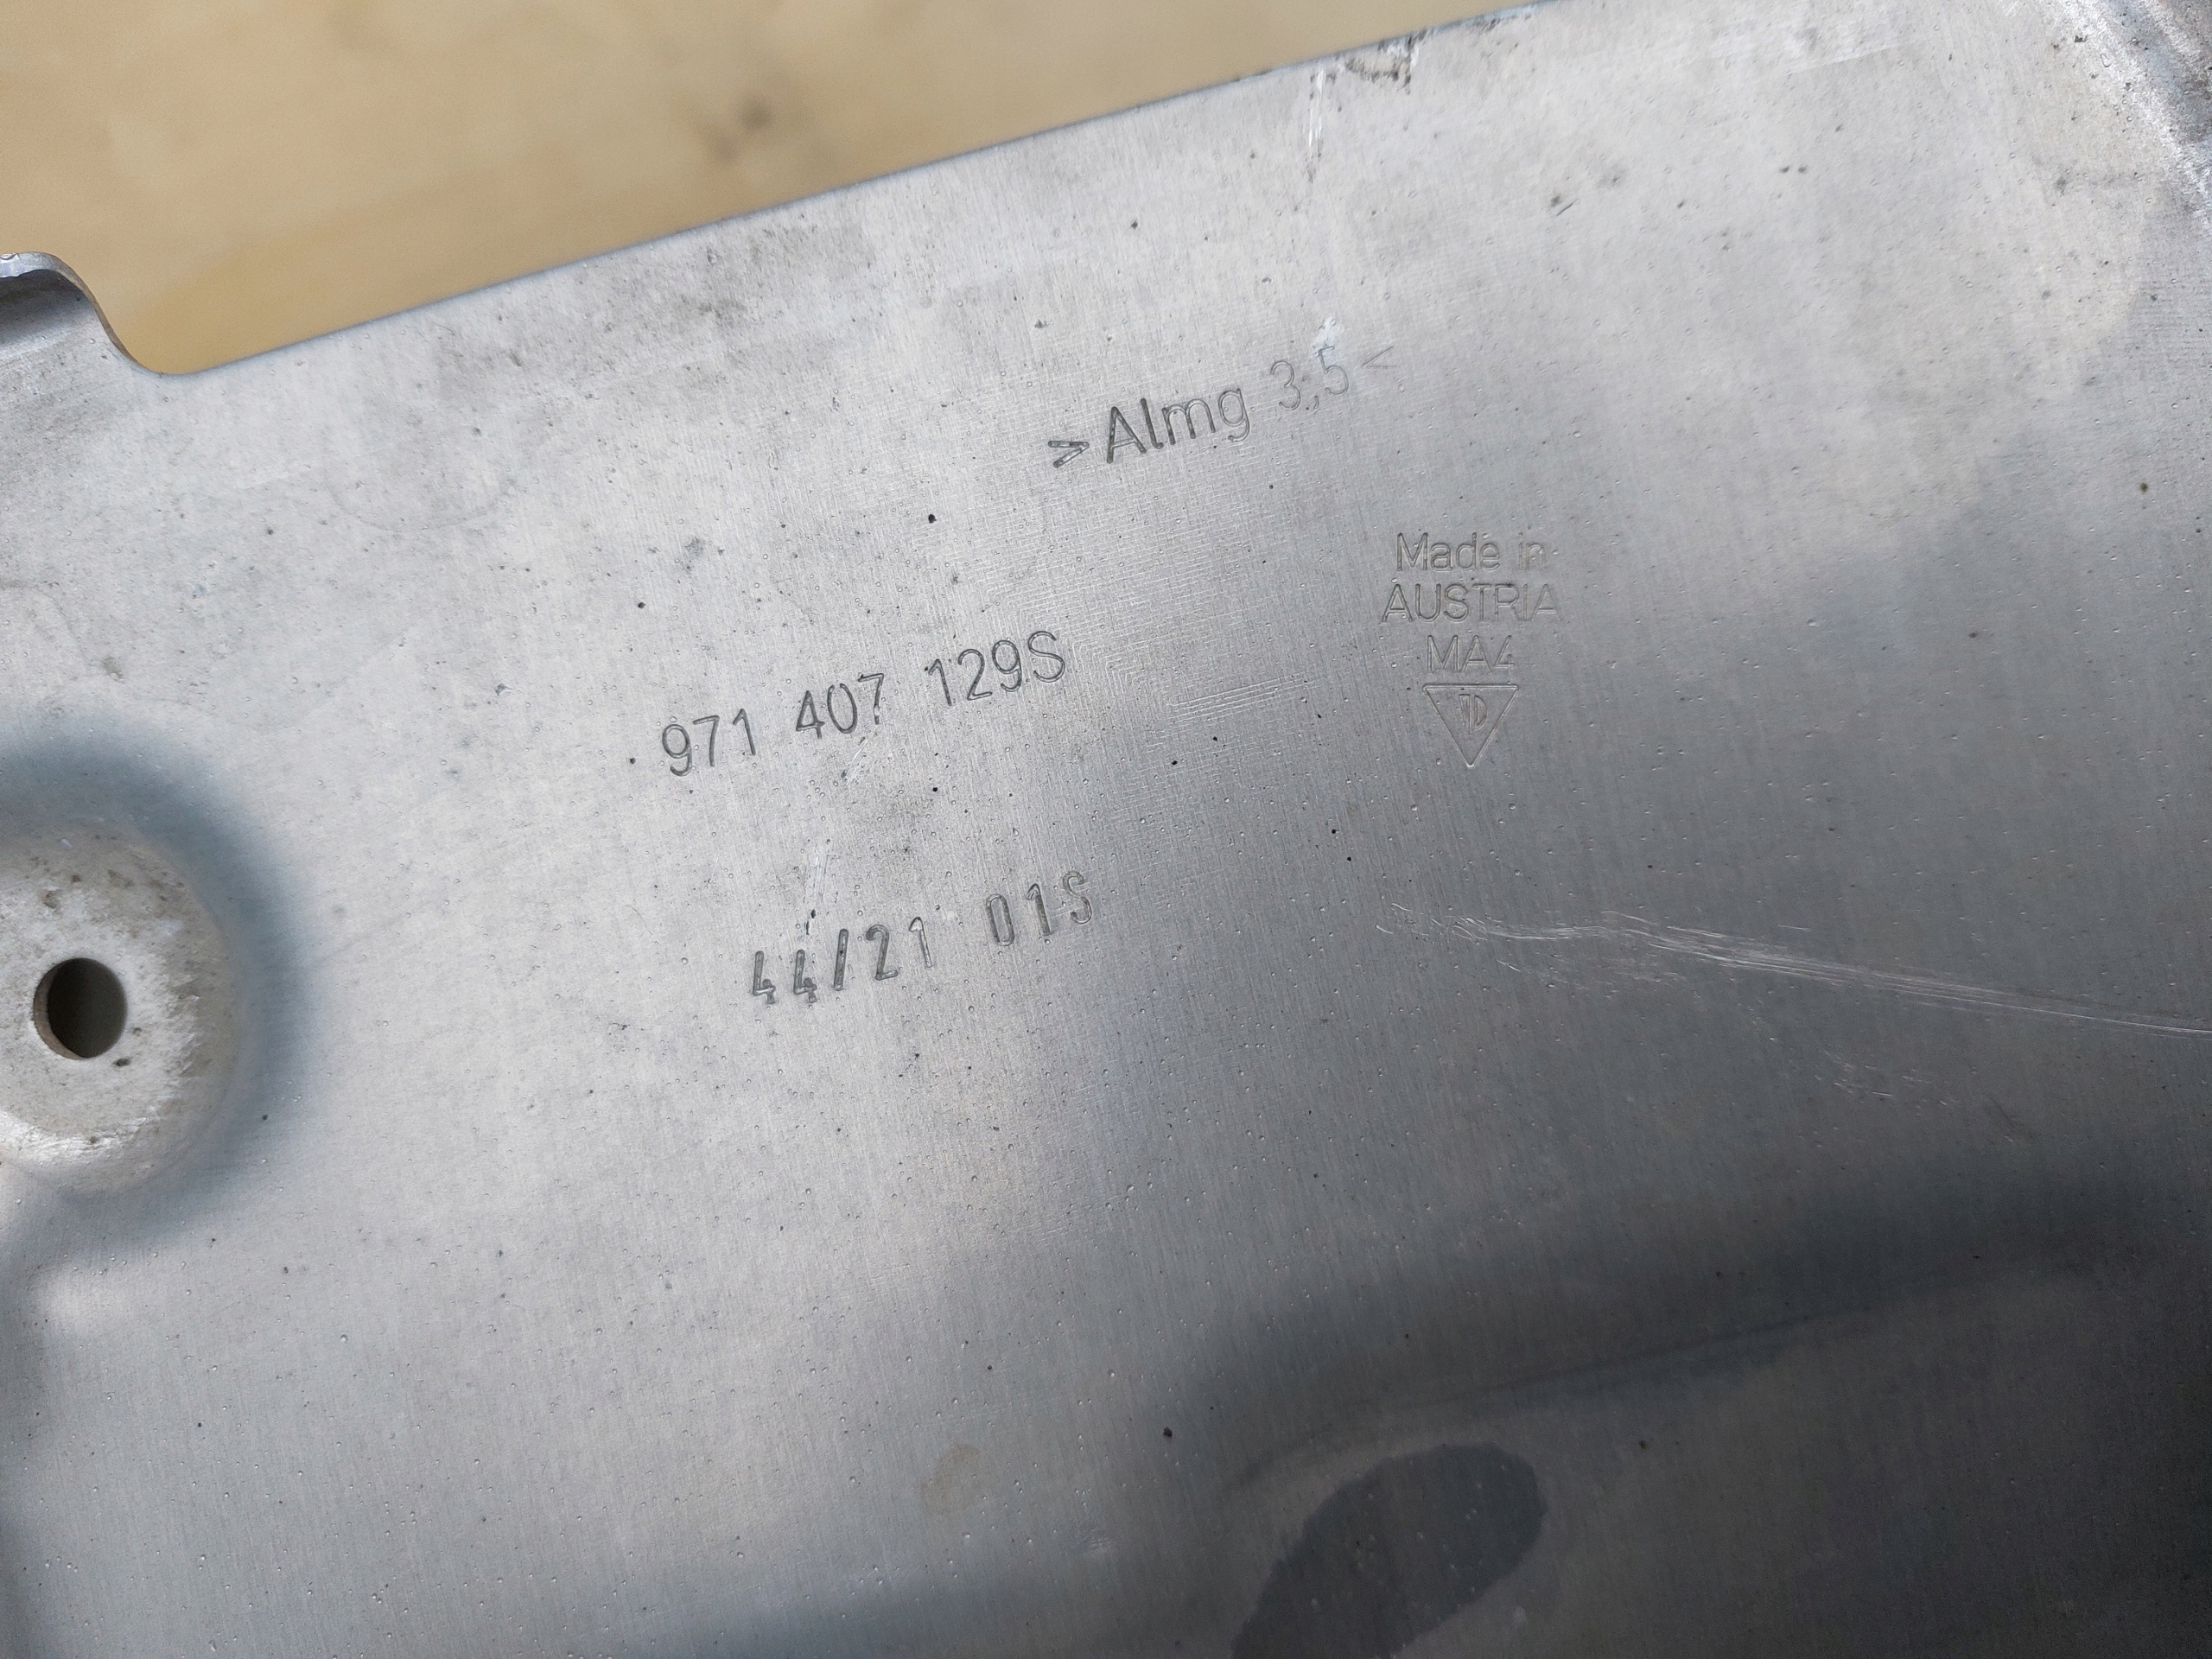 >Almg 3,5<
Made in
AUSTRIA
MA4
971 407 129S
44/21 01S